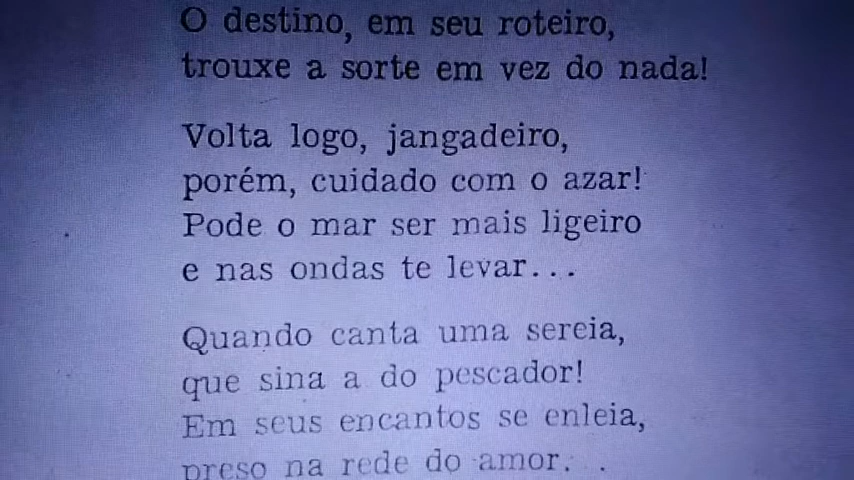 O destino, em seu roteiro,
trouxe a sorte em vez do nada!
Volta logo, jangadeiro,
porém, cuidado com o azar!
Pode o mar ser mais ligeiro
e nas ondas te levar...
Quando canta uma sereia,
que sina a do pescador!
Em seus encantos se enleia,
preso na rede do amor. . .